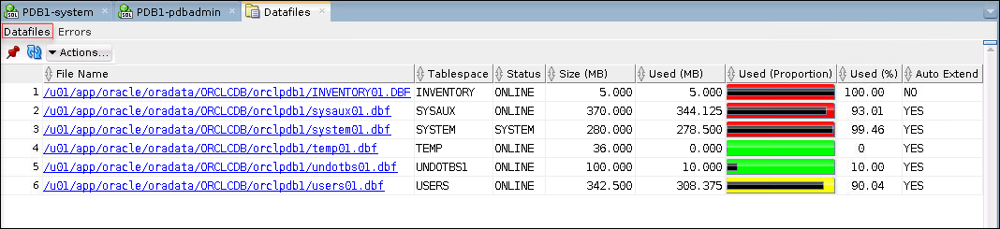 PDB1-system PDB1-pdbadmin Datafiles
Datafiles Errors
Actions...
File Name Tablespace Status Size (MB) Used (MB) Used (Proportion) Used (%) Auto Extend
1 /u01/app/oracle/oradata/ORCLCDB/orclpdb1/INVENTORY01.DBF INVENTORY ONLINE 5.000 5.000 100.00 NO
2 /u01/app/oracle/oradata/ORCLCDB/orclpdb1/sysaux01.dbf SYSAUX ONLINE 370.000 344.125 93.01 YES
3 /u01/app/oracle/oradata/ORCLCDB/orclpdb1/system01.dbf SYSTEM SYSTEM 280.000 278.500 99.46 YES
4 /u01/app/oracle/oradata/ORCLCDB/orclpdb1/temp01.dbf TEMP ONLINE 36.000 0.000 0 YES
5 /u01/app/oracle/oradata/ORCLCDB/orclpdb1/undotbs01.dbf UNDOTBS1 ONLINE 100.000 10.000 10.00 YES
6 /u01/app/oracle/oradata/ORCLCDB/orclpdb1/users01.dbf USERS ONLINE 342.500 308.375 90.04 YES